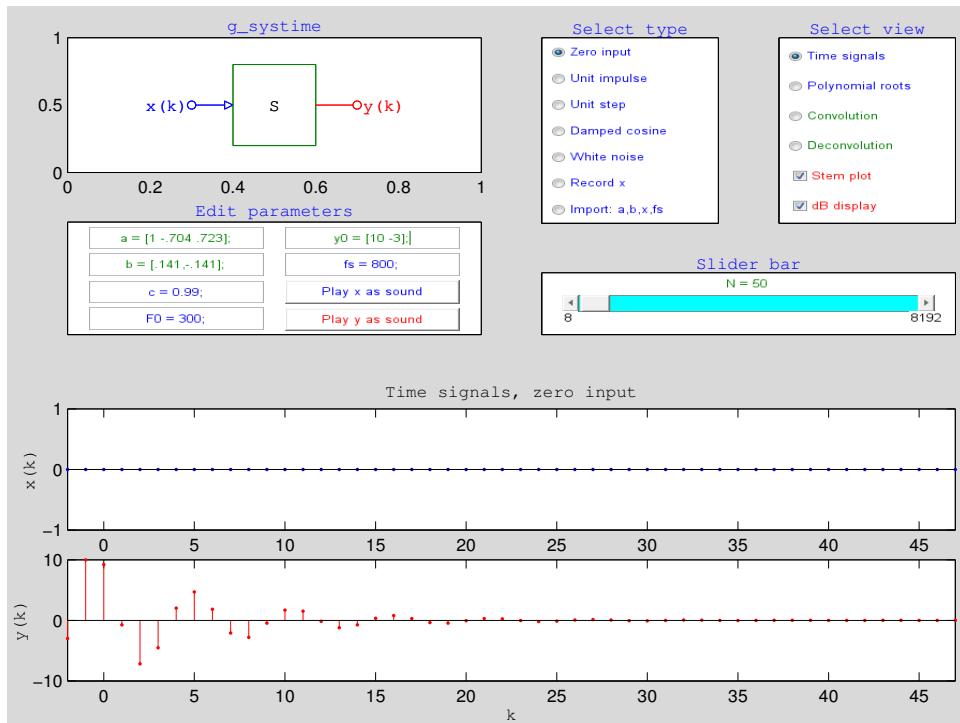 g_systime
1
0.5
0
x(k)
S
y(k)
0 0.2 0.4 0.6 0.8 1
Select type
Zero input
Unit impulse
Unit step
Damped cosine
White noise
Record x
Import: a,b,x,fs
Select view
Time signals
Polynomial roots
Convolution
Deconvolution
Stem plot
dB display
Edit parameters
a = [1 -.704 .723]; y0 = [10 -3];
b = [.141,-.141]; fs = 800;
c = 0.99; Play x as sound
F0 = 300; Play y as sound
Slider bar
N = 50
8 8192
Time signals, zero input
1
0
−1
x(k)
0 5 10 15 20 25 30 35 40 45
10
0
−10
y(k)
0 5 10 15 20 25 30 35 40 45
k